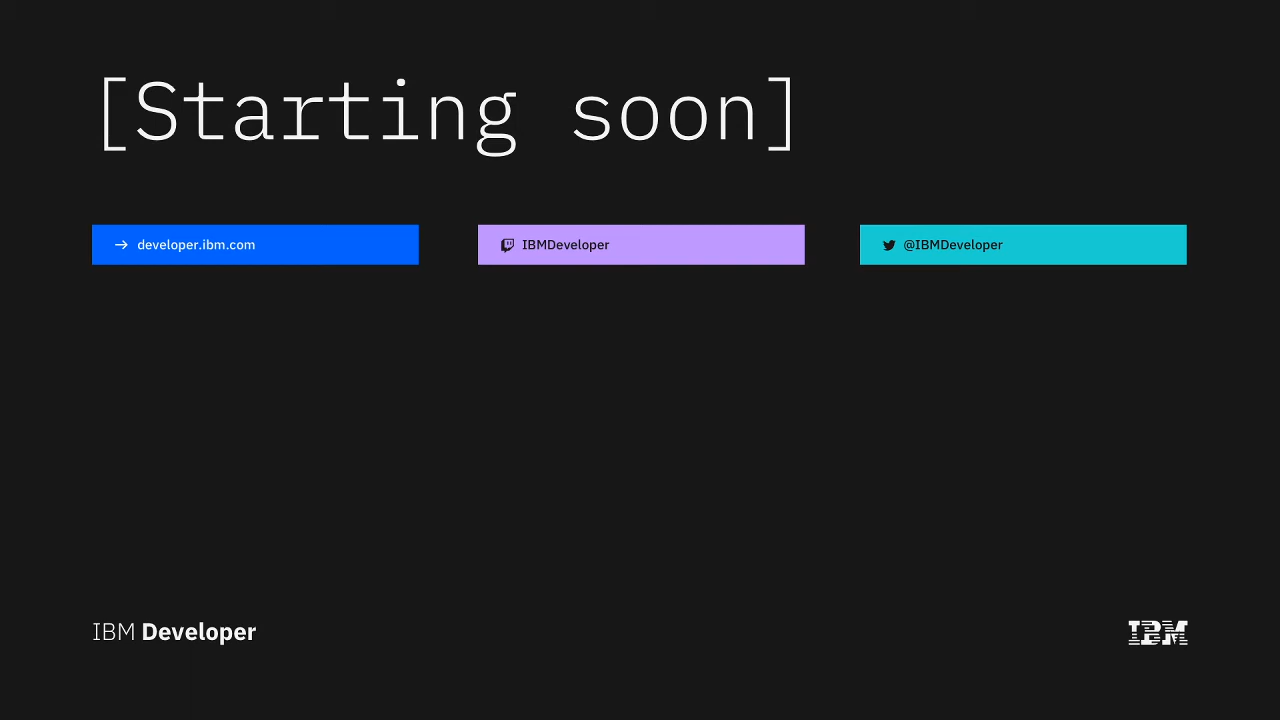 [Starting soon]
developer.ibm.com
IBMDeveloper
@IBMDeveloper
IBM Developer
IBM